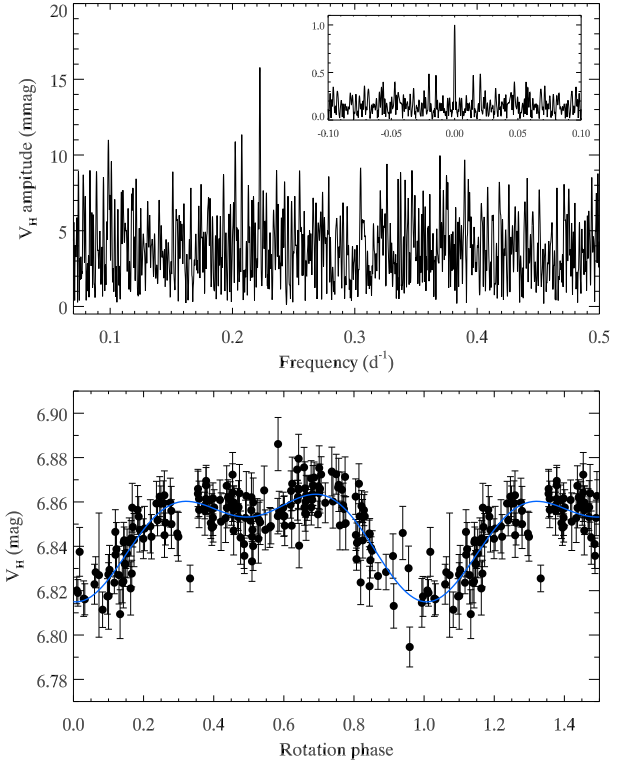 20
15
10
5
0
V_H ampitude (mmag)
1.0
0.5
0.0
-0.10 -0.05 0.00 0.05 0.10
0.1 0.2 0.3 0.4 0.5
Frequency (d⁻¹)
6.90
6.88
6.86
6.84
6.82
6.80
6.78
V_H (mag)
0.0 0.2 0.4 0.6 0.8 1.0 1.2 1.4
Rotation phase